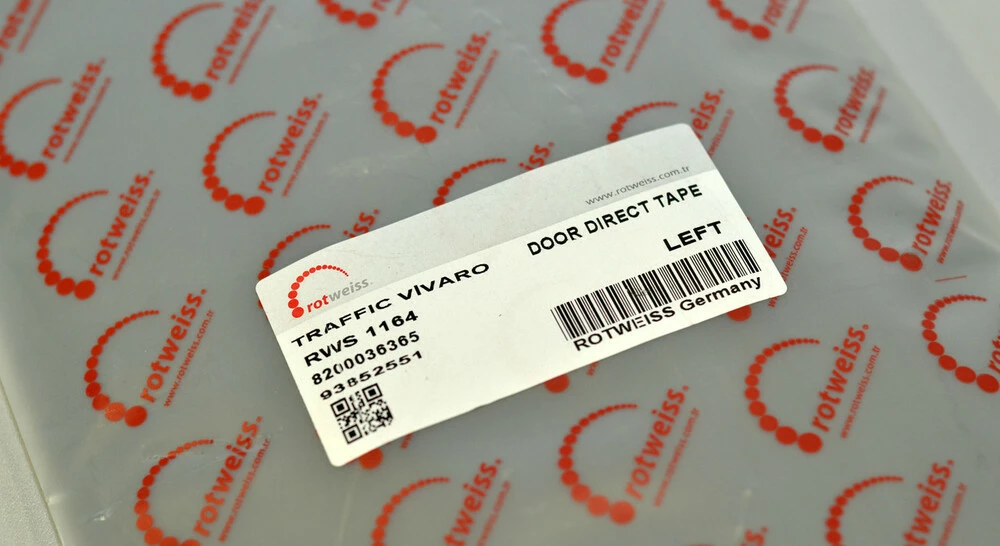 www.rotweiss.com.tr
rotweiss.
TRAFFIC VIVARO
DOOR DIRECT TAPE
RWS 1164
LEFT
8200036365
93852551
ROTWEISS Germany
rotweiss.
www.rotweiss.com.tr